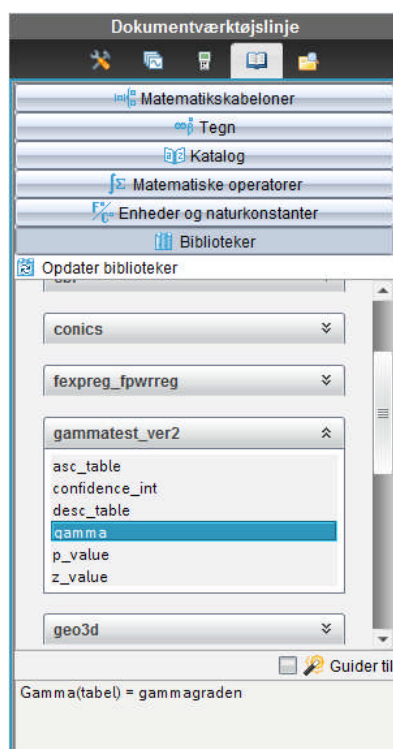 Dokumentværktøjslinje
Matematikskabeloner
∞β Tegn
Katalog
∫Σ Matematiske operatorer
Enheder og naturkonstanter
Biblioteker
Opdater biblioteker
conics
fexpreg_fpwrreg
gammatest_ver2
asc_table
confidence_int
desc_table
gamma
p_value
z_value
geo3d
Guider til
Gamma(tabel) = gammagraden